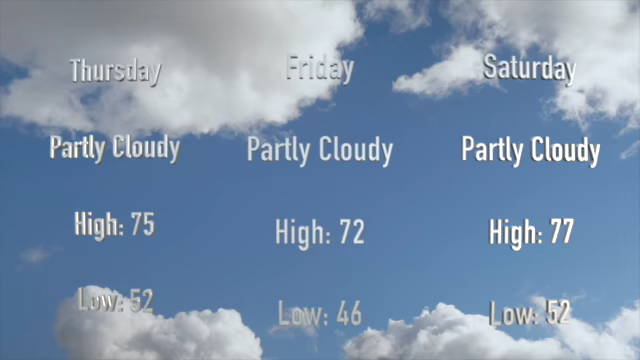 Thursday
Friday
Saturday
Partly Cloudy
Partly Cloudy
Partly Cloudy
High: 75
High: 72
High: 77
Low: 52
Low: 46
Low: 52